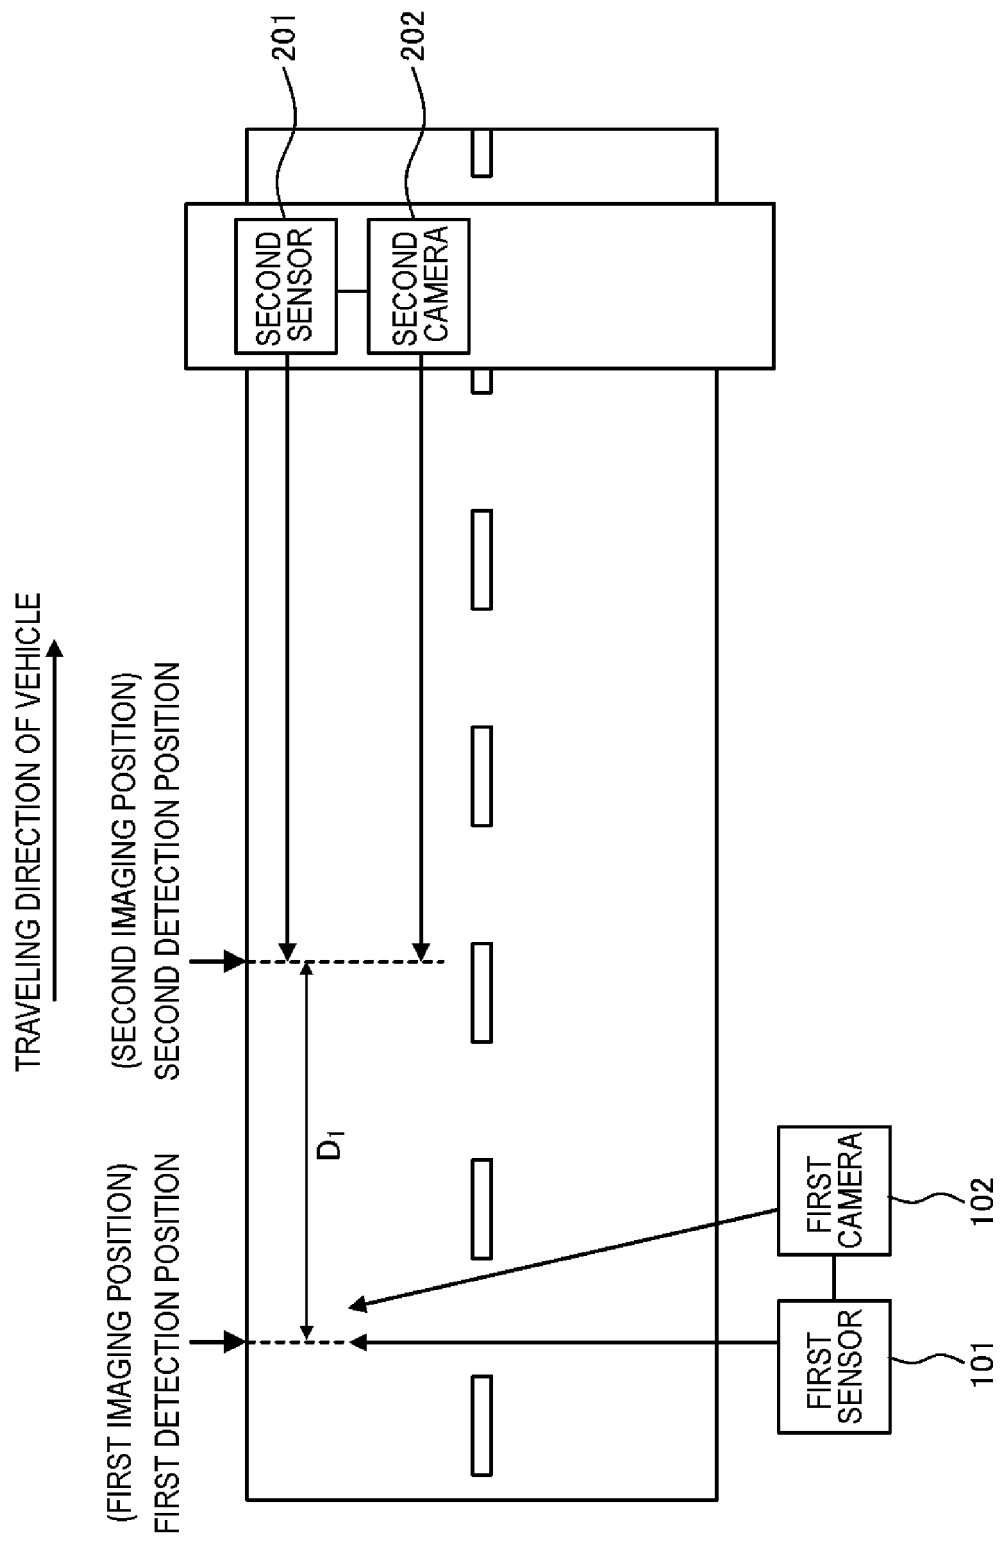 TRAVELING DIRECTION OF VEHICLE
(FIRST IMAGING POSITION)
FIRST DETECTION POSITION
(SECOND IMAGING POSITION)
SECOND DETECTION POSITION
D1
SECOND
SENSOR
201
SECOND
CAMERA
202
FIRST
SENSOR
101
FIRST
CAMERA
102